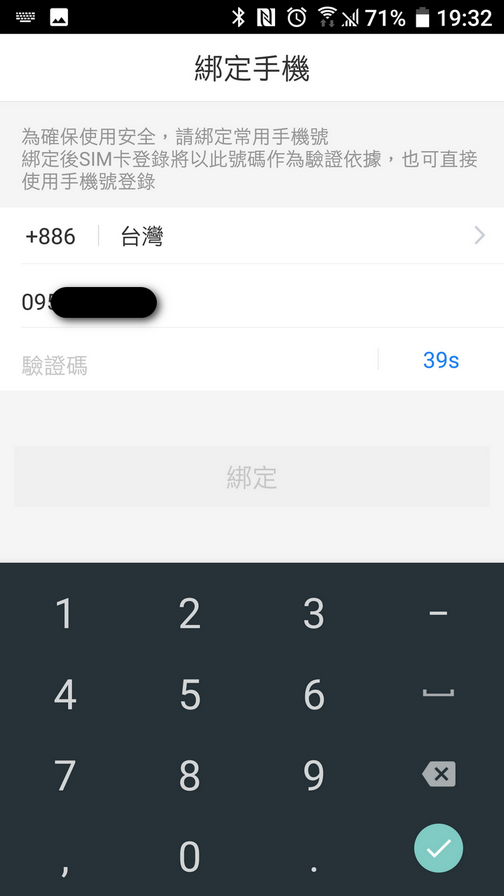 71% 19:32
綁定手機
為確保使用安全，請綁定常用手機號
綁定後SIM卡登錄將以此號碼作為驗證依據，也可直接
使用手機號登錄
+886 台灣
095
驗證碼 39s
綁定
1 2 3 –
4 5 6
7 8 9
, 0 .